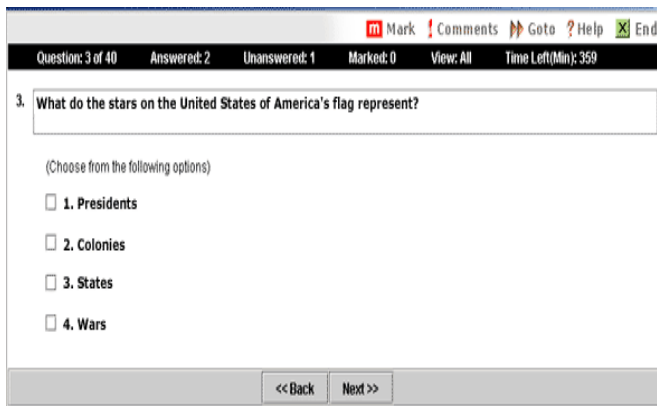 m Mark ! Comments Goto ? Help X End
Question: 3 of 40 Answered: 2 Unanswered: 1 Marked: 0 View: All Time Left(Min): 359
3. What do the stars on the United States of America's flag represent?
(Choose from the following options)
1. Presidents
2. Colonies
3. States
4. Wars
<< Back Next >>